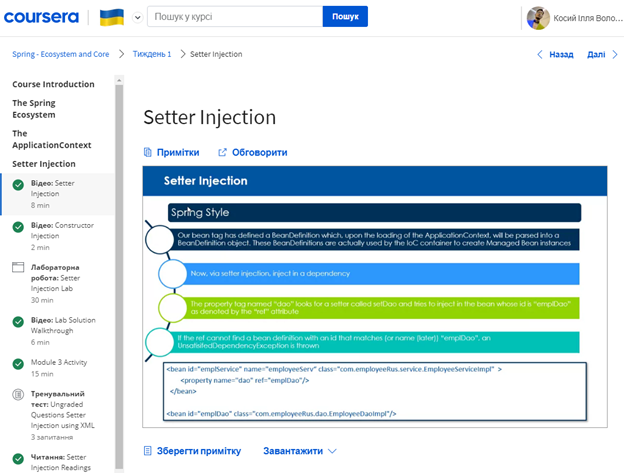 coursera
Пошук у курсі
Пошук
Косий Ілля Воло...
Spring - Ecosystem and Core > Тиждень 1 > Setter Injection
Назад
Далі
Course Introduction
The Spring
Ecosystem
The
ApplicationContext
Setter Injection
Відео: Setter
Injection
8 min
Відео: Constructor
Injection
2 min
Лабораторна
робота: Setter
Injection Lab
30 min
Відео: Lab Solution
Walkthrough
6 min
Module 3 Activity
15 min
Тренувальний
тест: Ungraded
Questions Setter
Injection using XML
3 запитання
Читання: Setter
Injection Readings
Setter Injection
Примітки
Обговорити
Setter Injection
Spring Style
Our bean tag has defined a BeanDefinition which, upon the loading of the ApplicationContext, will be parsed into a
BeanDefinition object. These BeanDefinitions are actually used by the IoC container to create Managed Bean instances
Now, via setter injection, inject in a dependency
The property tag named “dao” looks for a setter called setDao and tries to inject in the bean whose id is “emplDao”
as denoted by the “ref” attribute
If the ref cannot find a bean definition with an id that matches (or name (later)) “emplDao”, an
UnsatisitedDependencyException is thrown
<bean id="emplService" name="employeeServ" class="com.employeeRus.service.EmployeeServiceImpl" >
<property name="dao" ref="emplDao"/>
</bean>
<bean id="emplDao" class="com.employeeRus.dao.EmployeeDaoImpl"/>
Зберегти примітку
Завантажити